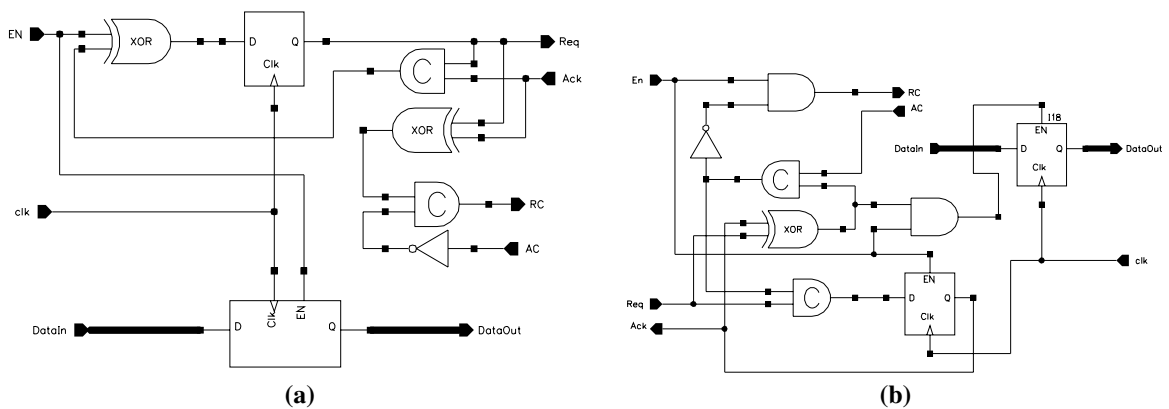 EN
XOR
D
Q
Clk
Req
C
Ack
XOR
C
RC
clk
AC
Clk
EN
DataIn
D
Q
DataOut
(a)
En
RC
AC
I18
EN
DataIn
D
Q
DataOut
Clk
C
XOR
clk
EN
Req
C
D
Q
Ack
Clk
(b)